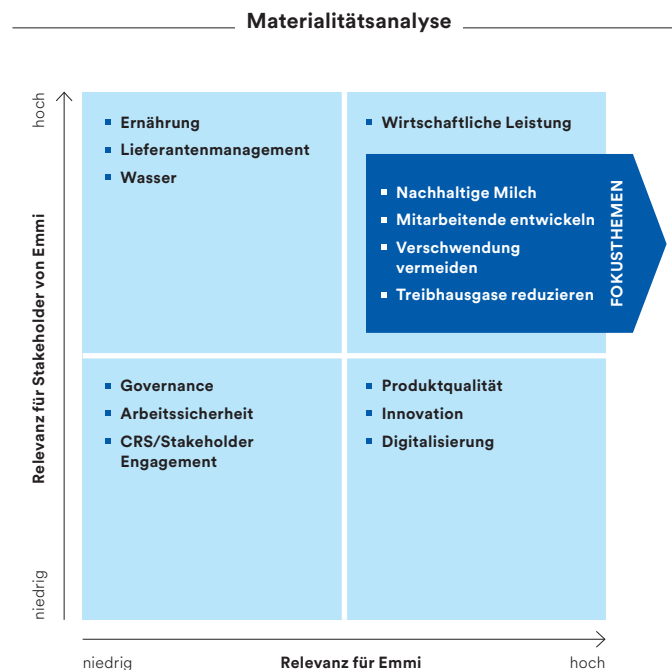 Materialitätsanalyse
hoch
Relevanz für Stakeholder von Emmi
niedrig
Ernährung
Lieferantenmanagement
Wasser
Wirtschaftliche Leistung
Nachhaltige Milch
Mitarbeitende entwickeln
Verschwendung
vermeiden
Treibhausgase reduzieren
FOKUSTHEMEN
Governance
Arbeitssicherheit
CRS/Stakeholder
Engagement
Produktqualität
Innovation
Digitalisierung
niedrig
Relevanz für Emmi
hoch